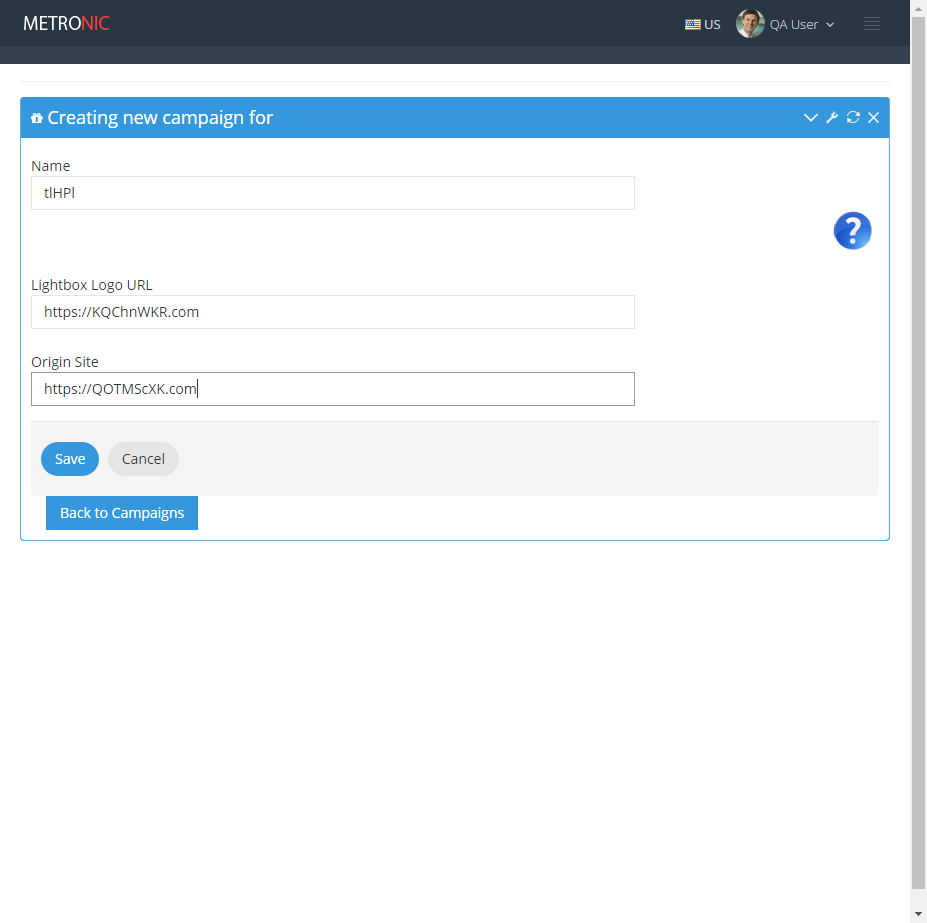 METRONIC
US
QA User
Creating new campaign for
Name
tlHPl
?
Lightbox Logo URL
https://KQChnWKR.com
Origin Site
https://QOTMScXK.com
Save
Cancel
Back to Campaigns